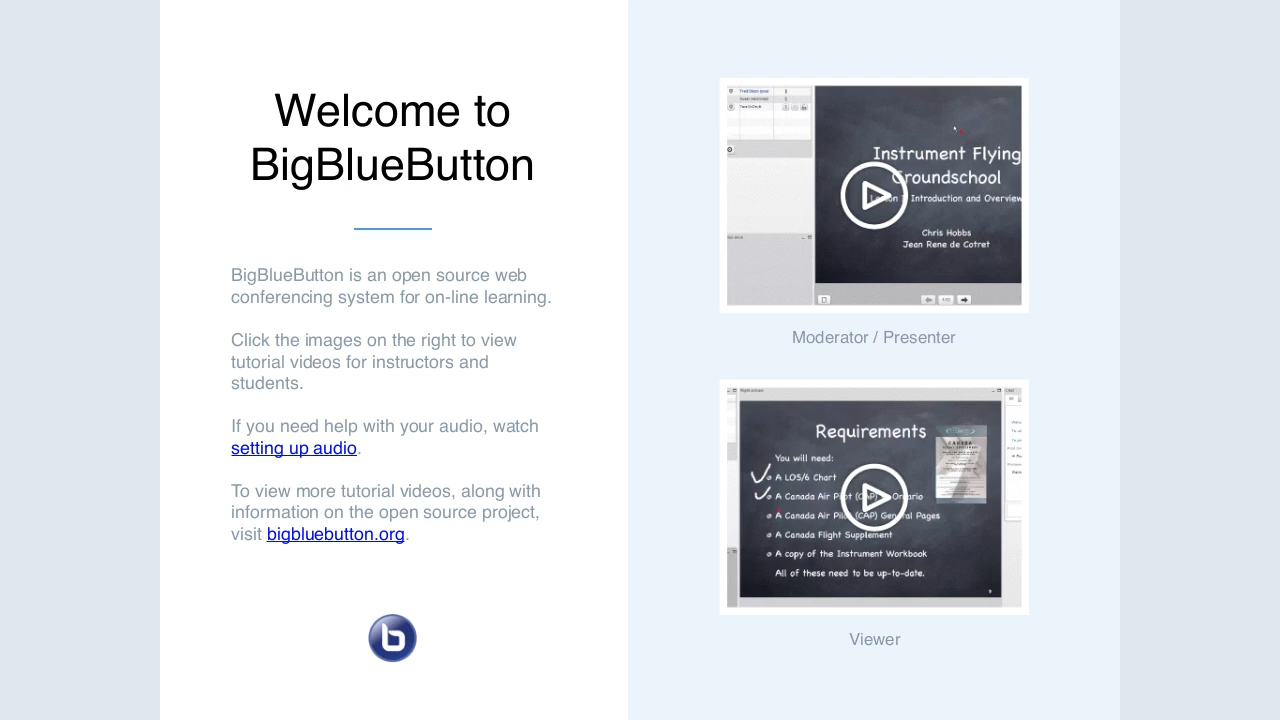 Welcome to
BigBlueButton
BigBlueButton is an open source web
conferencing system for on-line learning.
Click the images on the right to view
tutorial videos for instructors and
students.
If you need help with your audio, watch
setting up audio.
To view more tutorial videos, along with
information on the open source project,
visit bigbluebutton.org.
b
Instrument Flying
Groundschool
Introduction and Overview
Chris Hobbs
Jean Rene de Cotret
Moderator / Presenter
Requirements
You will need:
A LO5/6 Chart
A Canada Air Pilot (CAP) - Ontario
A Canada Air Pilot (CAP) General Pages
A Canada Flight Supplement
A copy of the Instrument Workbook
All of these need to be up-to-date.
CANADA
Viewer